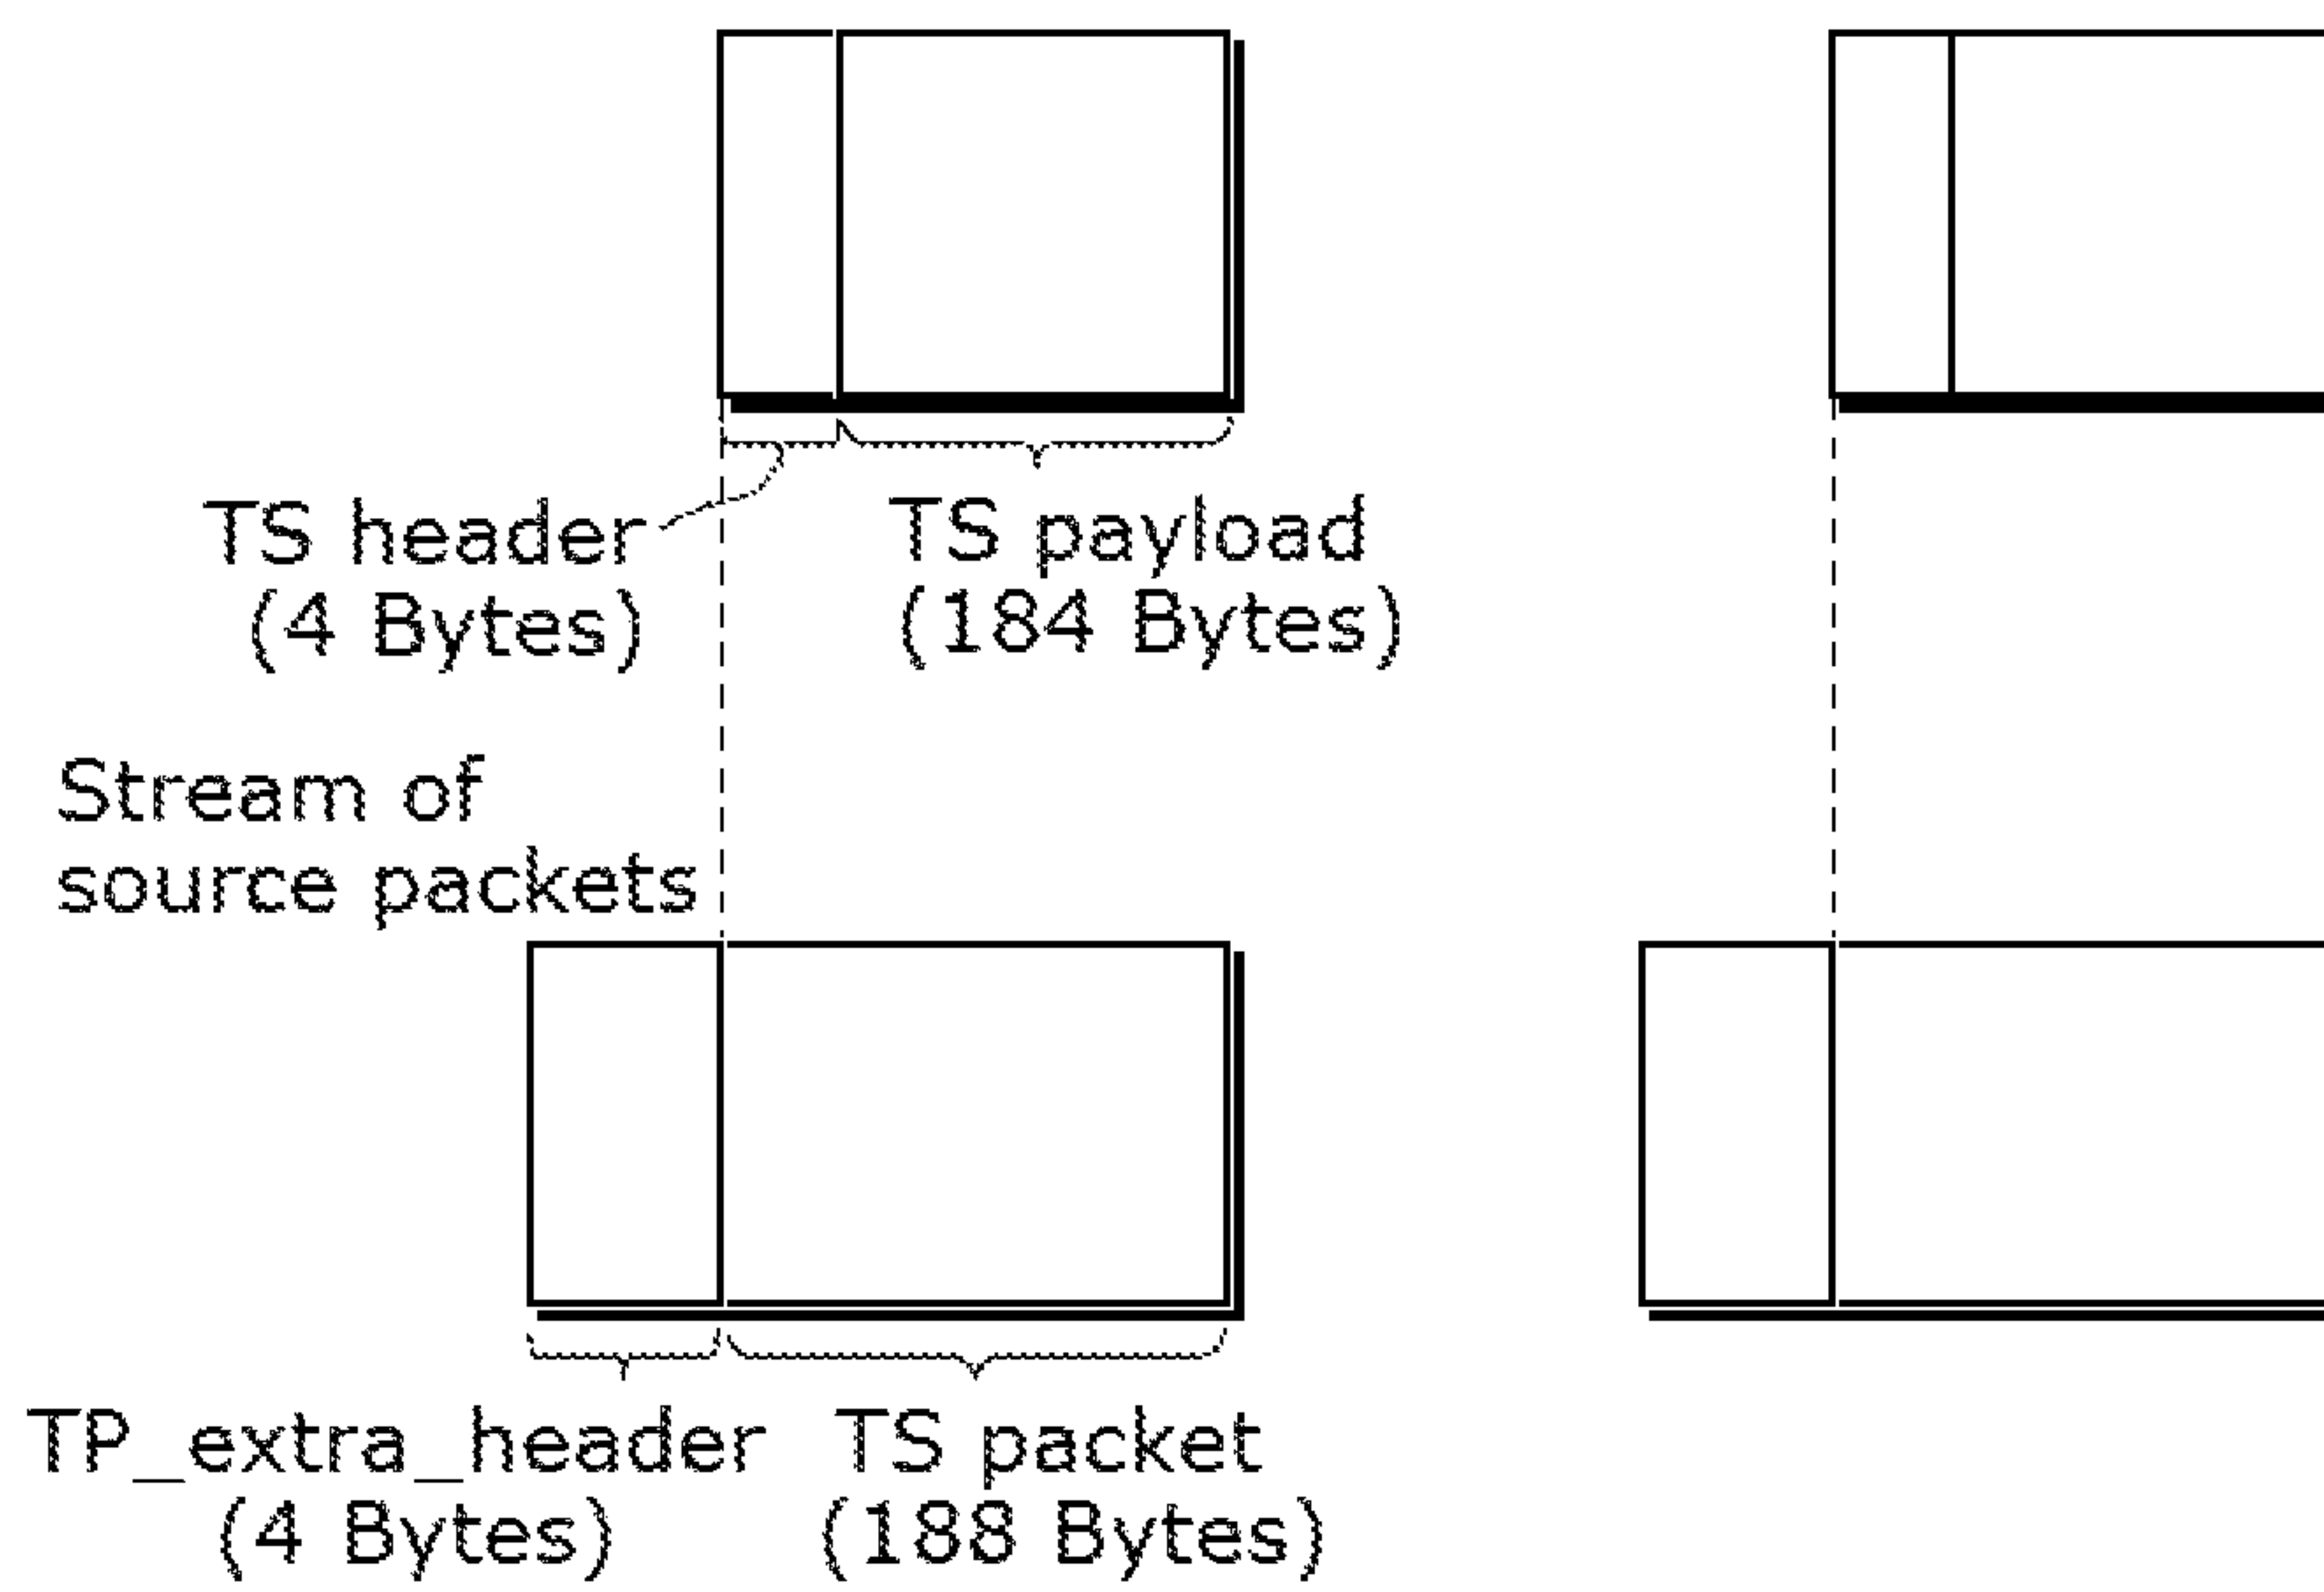 TS header
(4 Bytes)
TS payload
(184 Bytes)
Stream of
source packets
TP_extra_header
(4 Bytes)
TS packet
(188 Bytes)